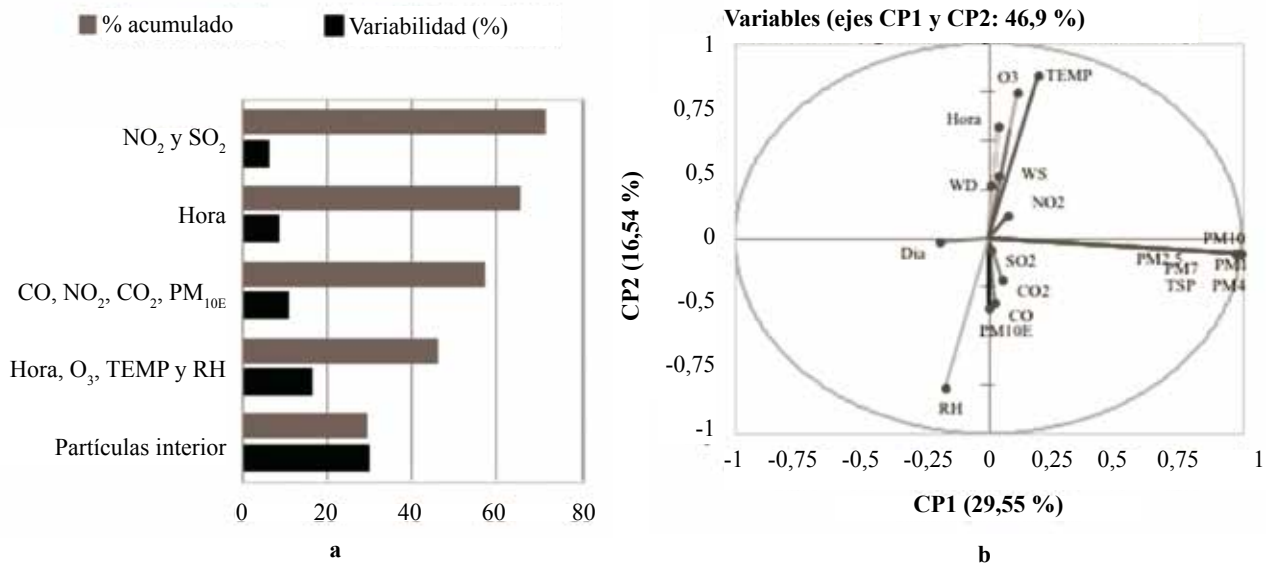 % acumulado
Variabilidad (%)
NO₂ y SO₂
Hora
CO, NO₂, CO₂, PM₁₀E
Hora, O₃, TEMP y RH
Partículas interior
0 20 40 60 80
a
Variables (ejes CP1 y CP2: 46,9 %)
CP2 (16,54 %)
1
0,75
0,5
0,25
0
-0,25
-0,5
-0,75
-1
O3
TEMP
Hora
WD
WS
NO2
Dia
SO2
CO2
CO
PM10E
RH
PM10
PM2.5
PM7
PM1
TSP
PM4
-1 -0,75 -0,5 -0,25 0 0,25 0,5 0,75 1
CP1 (29,55 %)
b